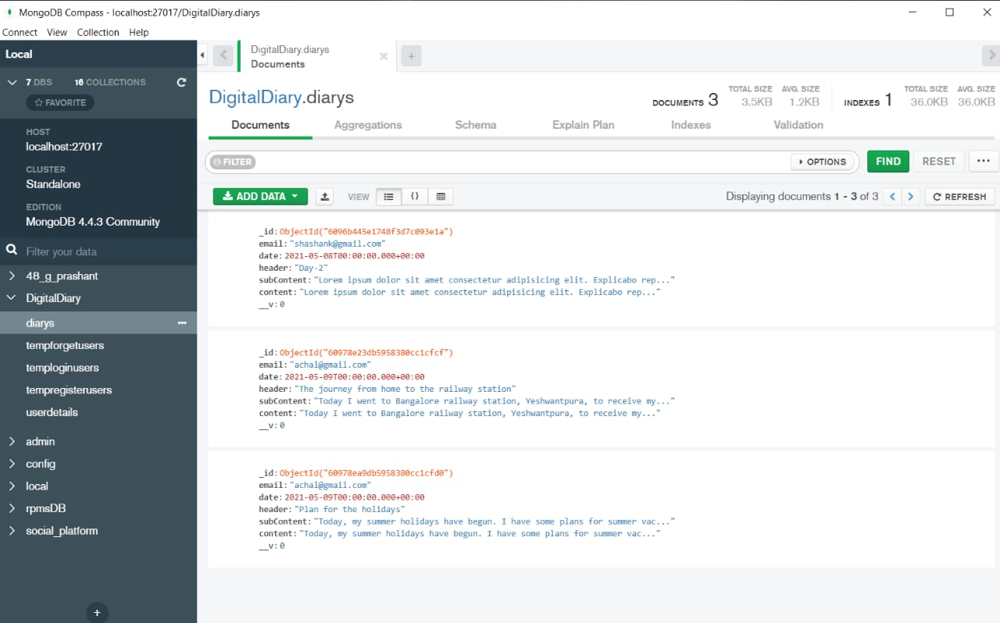 MongoDB Compass - localhost:27017/DigitalDiary.diarys
Connect View Collection Help
Local
7 DBS 16 COLLECTIONS
FAVORITE
HOST
localhost:27017
CLUSTER
Standalone
EDITION
MongoDB 4.4.3 Community
Filter your data
48_g_prashant
DigitalDiary
diarys
tempforgetusers
temploginusers
tempregisterusers
userdetails
admin
config
local
rpmsDB
social_platform
DigitalDiary.diarys
Documents
DigitalDiary.diarys
DOCUMENTS 3 TOTAL SIZE 3.5KB AVG. SIZE 1.2KB INDEXES 1 TOTAL SIZE 36.0KB AVG. SIZE 36.0KB
Documents Aggregations Schema Explain Plan Indexes Validation
FILTER OPTIONS FIND RESET
ADD DATA VIEW {} Displaying documents 1 - 3 of 3 REFRESH
_id: ObjectId("6096b445e1748f3d7c093e1a")
email: "shashank@gmail.com"
date: 2021-05-08T00:00:00.000+00:00
header: "Day-2"
subContent: "Lorem ipsum dolor sit amet consectetur adipisicing elit. Explicabo rep..."
content: "Lorem ipsum dolor sit amet consectetur adipisicing elit. Explicabo rep..."
__v: 0
_id: ObjectId("60978e23db5958380cc1cfcf")
email: "achal@gmail.com"
date: 2021-05-09T00:00:00.000+00:00
header: "The journey from home to the railway station"
subContent: "Today I went to Bangalore railway station, Yeshwantpura, to receive my..."
content: "Today I went to Bangalore railway station, Yeshwantpura, to receive my..."
__v: 0
_id: ObjectId("60978ea9db5958380cc1cfd0")
email: "achal@gmail.com"
date: 2021-05-09T00:00:00.000+00:00
header: "Plan for the holidays"
subContent: "Today, my summer holidays have begun. I have some plans for summer vac..."
content: "Today, my summer holidays have begun. I have some plans for summer vac..."
__v: 0